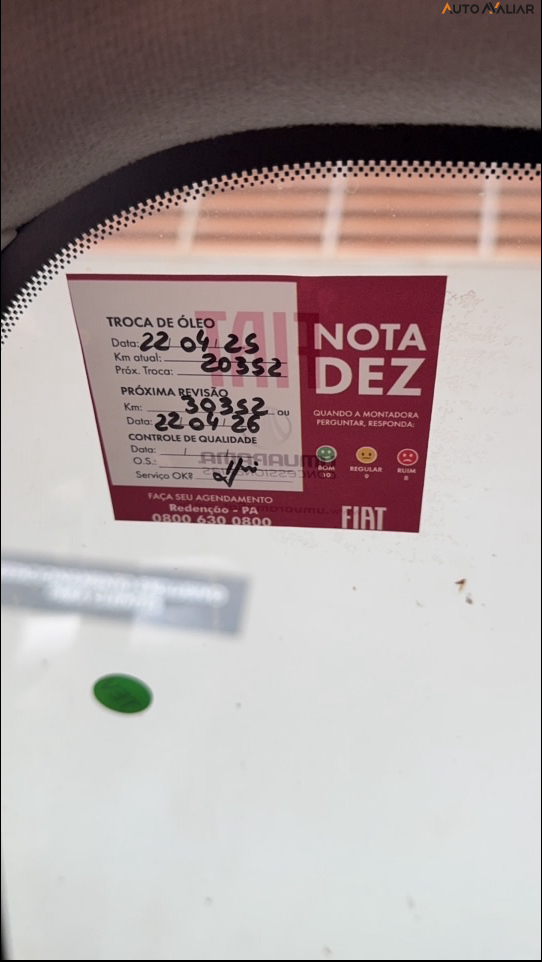 AUTO AVALIAR
TROCA DE ÓLEO
Data: 22 / 04 / 25
Km atual: 20352
Próx. Troca:
PRÓXIMA REVISÃO
Km: 30352 ou
Data: 22 / 04 / 26
CONTROLE DE QUALIDADE
Data: / /
O.S.:
Serviço OK?
FAÇA SEU AGENDAMENTO
Redenção - PA
0800 630 0800
NOTA
DEZ
QUANDO A MONTADORA
PERGUNTAR, RESPONDA:
BOM REGULAR RUIM
10 9 8
FIAT